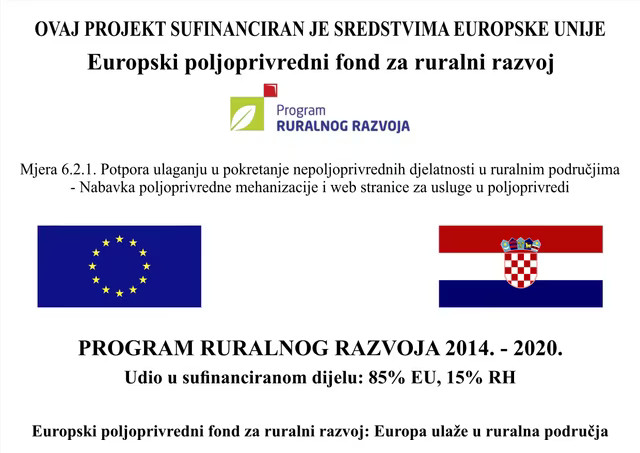 OVAJ PROJEKT SUFINANCIRAN JE SREDSTVIMA EUROPSKE UNIJE
Europski poljoprivredni fond za ruralni razvoj
Program
RURALNOG RAZVOJA
Mjera 6.2.1. Potpora ulaganju u pokretanje nepoljoprivrednih djelatnosti u ruralnim područjima
- Nabavka poljoprivredne mehanizacije i web stranice za usluge u poljoprivredi
PROGRAM RURALNOG RAZVOJA 2014. - 2020.
Udio u sufinanciranom dijelu: 85% EU, 15% RH
Europski poljoprivredni fond za ruralni razvoj: Europa ulaže u ruralna područja